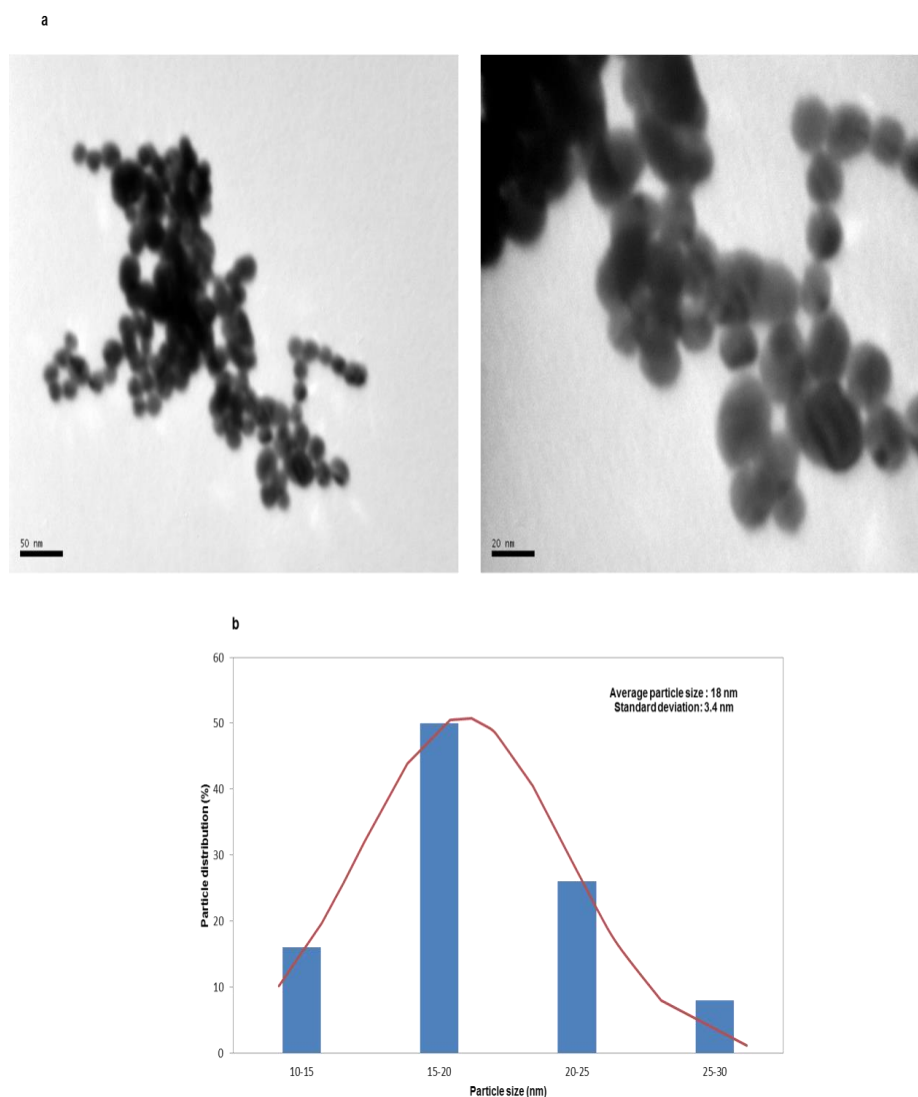 a
50 nm
20 nm
b
60
50
40
30
20
10
0
Particle distribution (%)
Average particle size : 18 nm
Standard deviation: 3.4 nm
10-15
15-20
20-25
25-30
Particle size (nm)